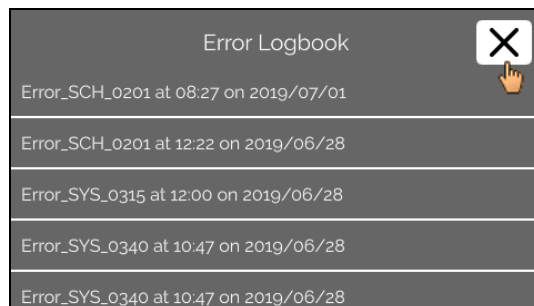 Error Logbook
Error_SCH_0201 at 08:27 on 2019/07/01
Error_SCH_0201 at 12:22 on 2019/06/28
Error_SYS_0315 at 12:00 on 2019/06/28
Error_SYS_0340 at 10:47 on 2019/06/28
Error_SYS_0340 at 10:47 on 2019/06/28